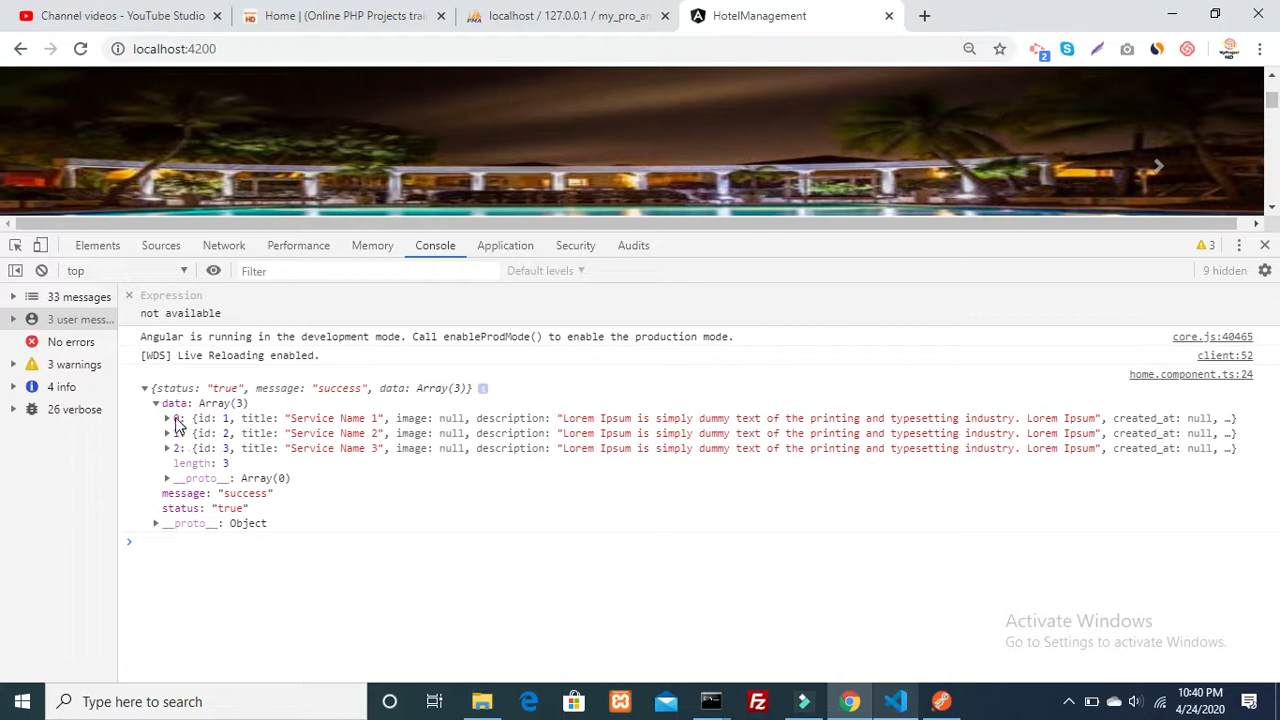 Channel videos - YouTube Studio
Home | (Online PHP Projects trai
localhost / 127.0.0.1 / my_pro_an
HotelManagement
localhost:4200
2
Elements Sources Network Performance Memory Console Application Security Audits 3
top Filter Default levels 9 hidden
33 messages
3 user mess...
No errors
3 warnings
4 info
26 verbose
Expression
not available
Angular is running in the development mode. Call enableProdMode() to enable the production mode. core.js:40465
[WDS] Live Reloading enabled. client:52
home.component.ts:24
{status: "true", message: "success", data: Array(3)}
data: Array(3)
0: {id: 1, title: "Service Name 1", image: null, description: "Lorem Ipsum is simply dummy text of the printing and typesetting industry. Lorem Ipsum", created_at: null, …}
1: {id: 2, title: "Service Name 2", image: null, description: "Lorem Ipsum is simply dummy text of the printing and typesetting industry. Lorem Ipsum", created_at: null, …}
2: {id: 3, title: "Service Name 3", image: null, description: "Lorem Ipsum is simply dummy text of the printing and typesetting industry. Lorem Ipsum", created_at: null, …}
length: 3
__proto__: Array(0)
message: "success"
status: "true"
__proto__: Object
Activate Windows
Go to Settings to activate Windows.
Type here to search
10:40 PM
4/24/2020